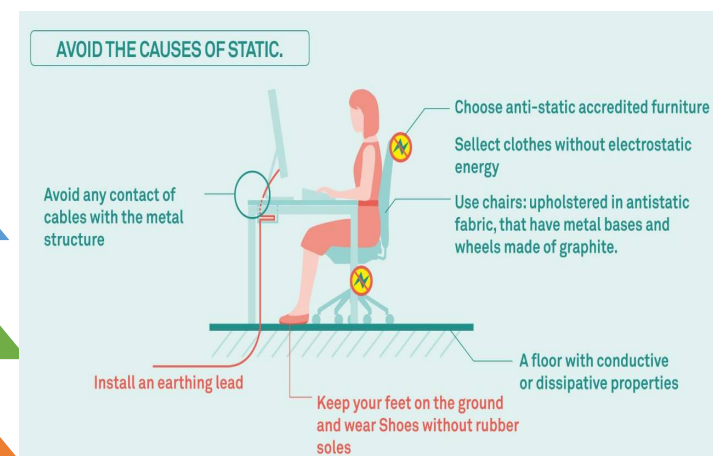 AVOID THE CAUSES OF STATIC.
Choose anti-static accredited furniture
Sellect clothes without electrostatic
energy
Avoid any contact of
cables with the metal
structure
Use chairs: upholstered in antistatic
fabric, that have metal bases and
wheels made of graphite.
A floor with conductive
or dissipative properties
Install an earthing lead
Keep your feet on the ground
and wear Shoes without rubber
soles